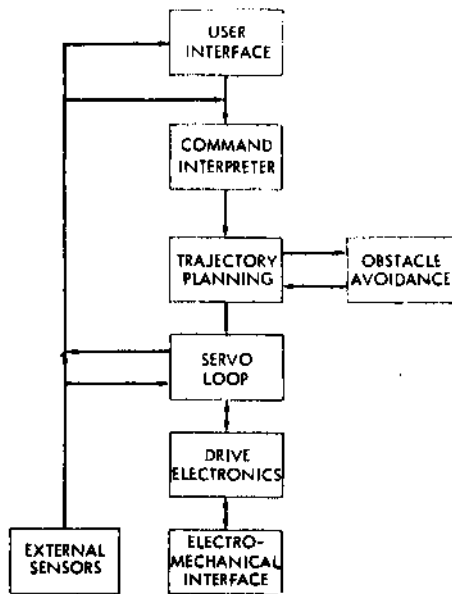 USER
INTERFACE
COMMAND
INTERPRETER
TRAJECTORY
PLANNING
OBSTACLE
AVOIDANCE
SERVO
LOOP
DRIVE
ELECTRONICS
EXTERNAL
SENSORS
ELECTRO-
MECHANICAL
INTERFACE